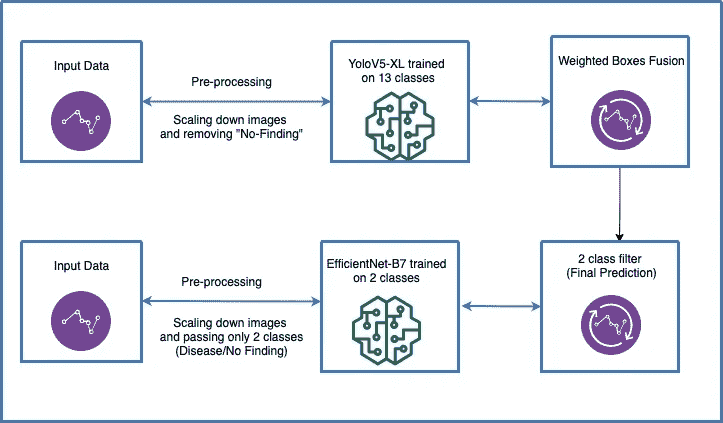 Input Data
Pre-processing
Scaling down images
and removing "No-Finding"
YoloV5-XL trained
on 13 classes
Weighted Boxes Fusion
Input Data
Pre-processing
Scaling down images
and passing only 2 classes
(Disease/No Finding)
EfficientNet-B7 trained
on 2 classes
2 class filter
(Final Prediction)